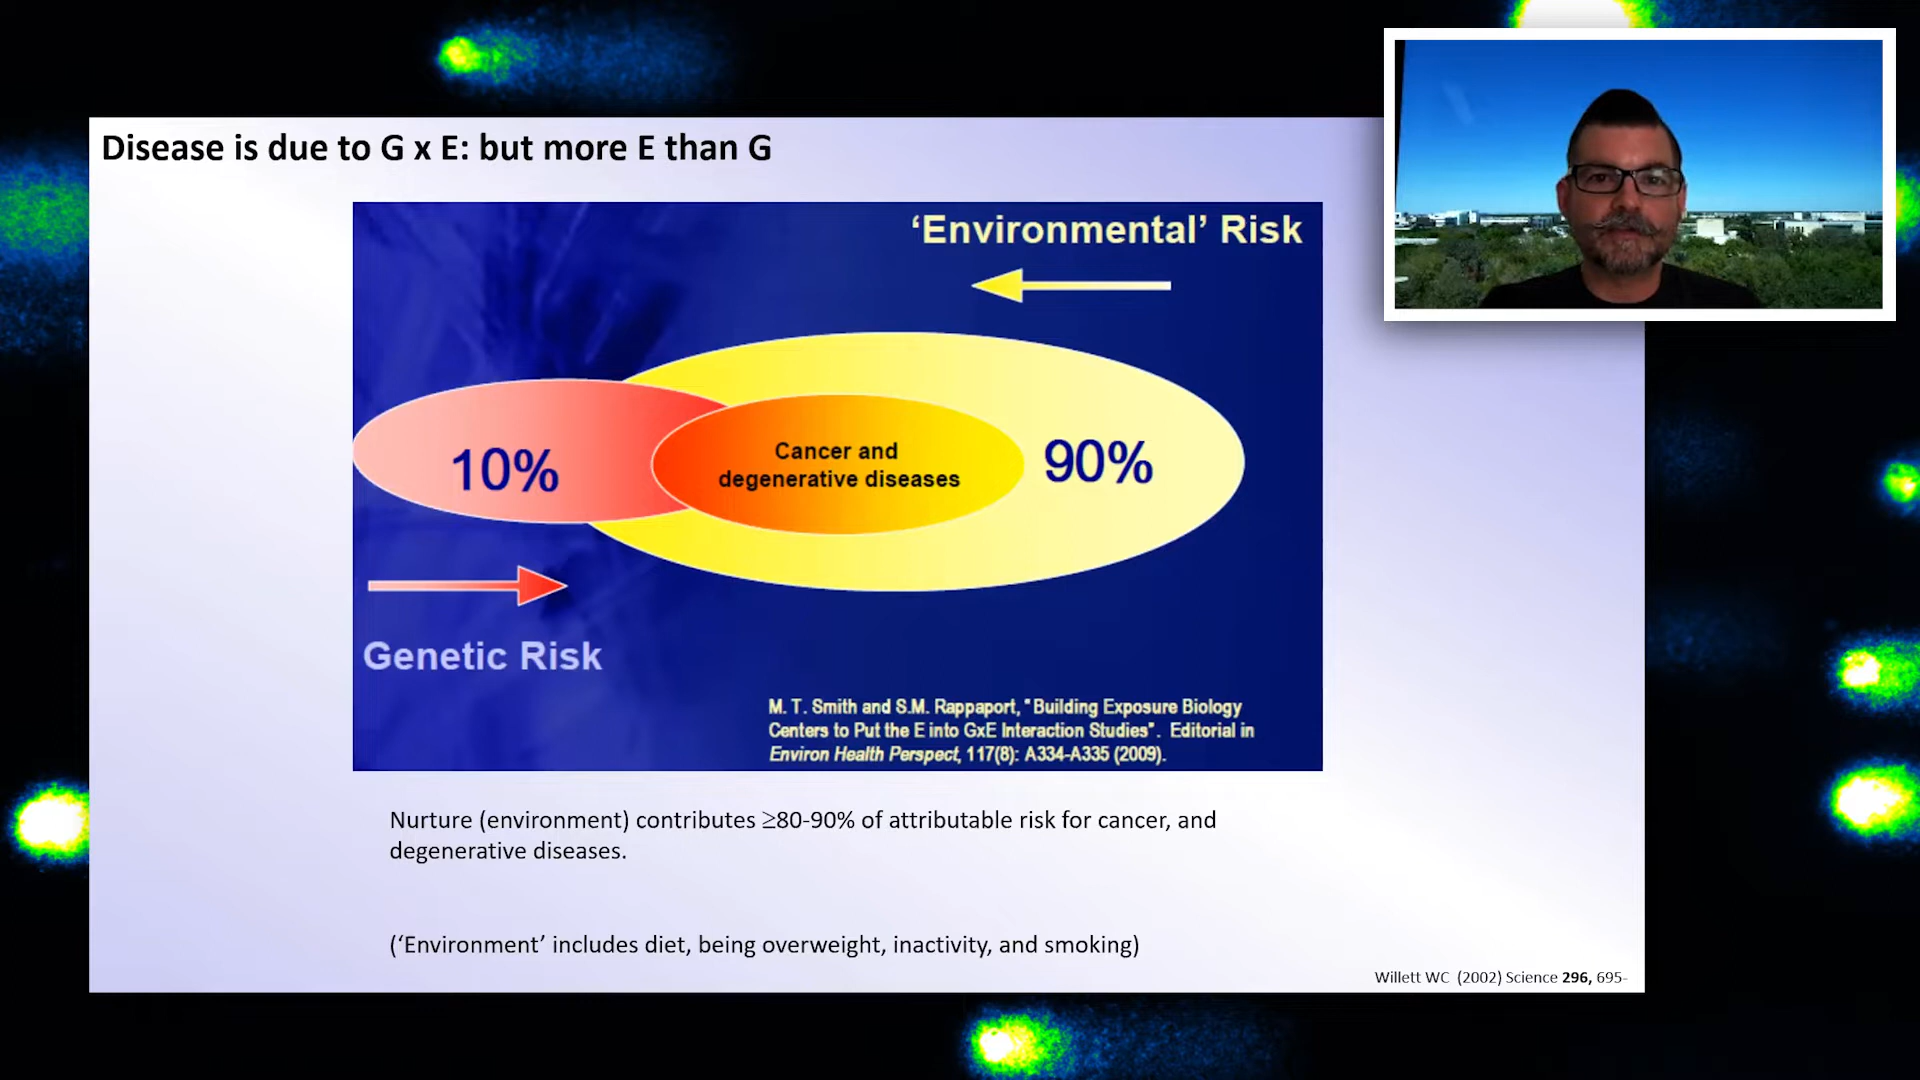 Disease is due to G x E: but more E than G
‘Environmental’ Risk
10%
Cancer and
degenerative diseases
90%
Genetic Risk
M. T. Smith and S.M. Rappaport, "Building Exposure Biology
Centers to Put the E into GxE Interaction Studies". Editorial in
Environ Health Perspect, 117(8): A334-A335 (2009).
Nurture (environment) contributes ≥80-90% of attributable risk for cancer, and
degenerative diseases.
(‘Environment’ includes diet, being overweight, inactivity, and smoking)
Willett WC (2002) Science 296, 695-